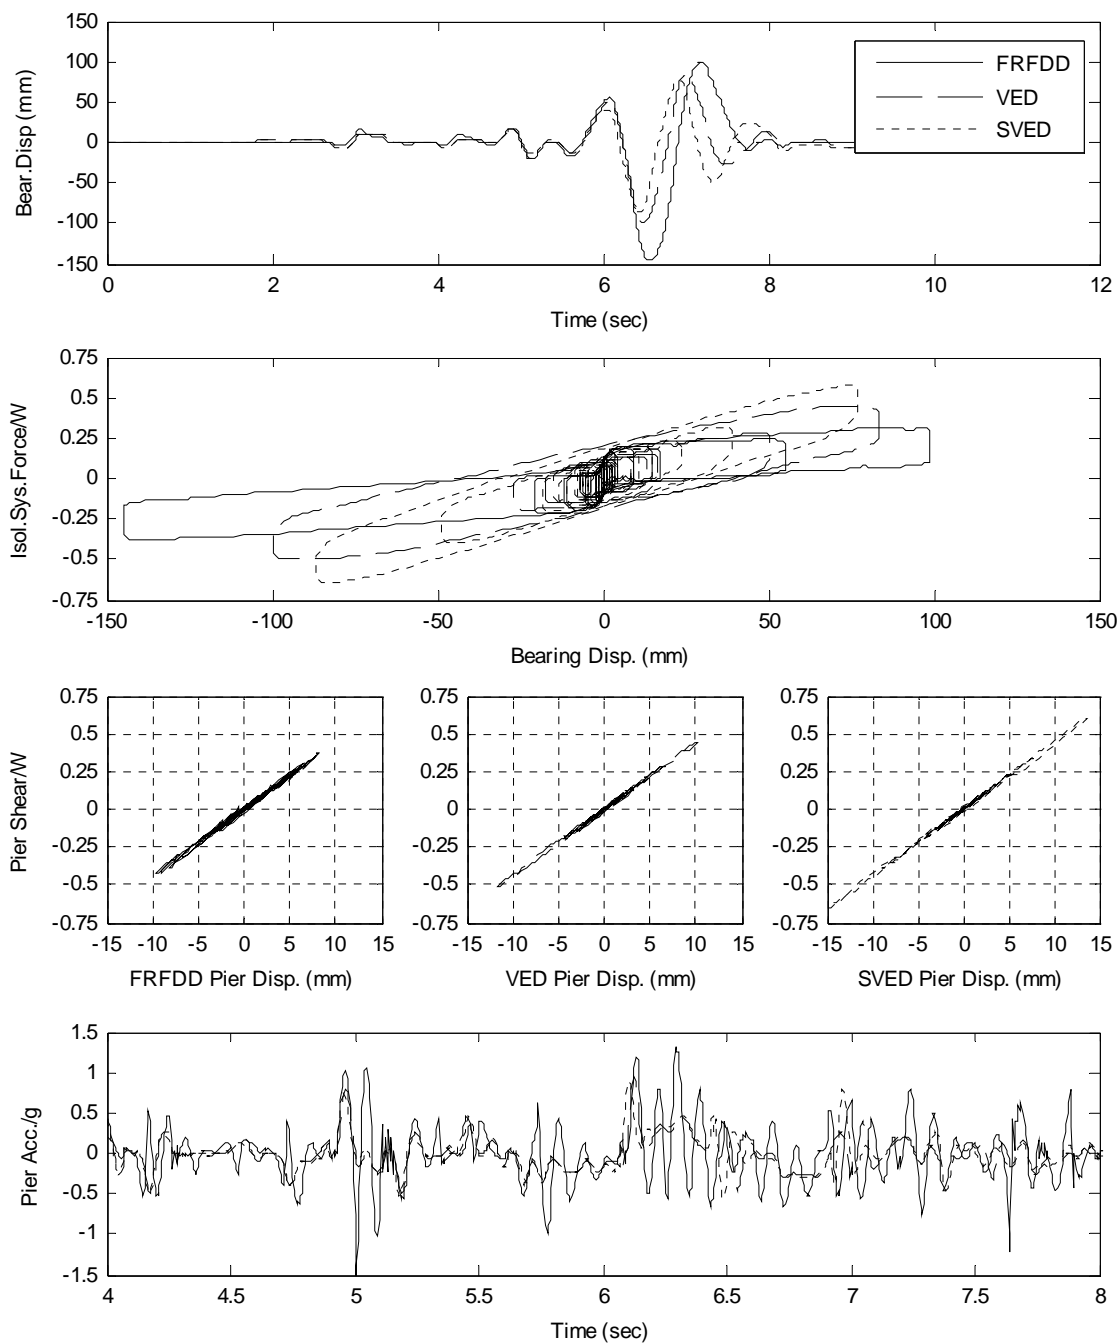 Bear.Disp (mm)
150
100
50
0
-50
-100
-150
0 2 4 6 8 10 12
Time (sec)
FRFDD
VED
SVED
Isol.Sys.Force/W
0.75
0.5
0.25
0
-0.25
-0.5
-0.75
-150 -100 -50 0 50 100 150
Bearing Disp. (mm)
Pier Shear/W
0.75
0.5
0.25
0
-0.25
-0.5
-0.75
-15 -10 -5 0 5 10 15
FRFDD Pier Disp. (mm)
0.75
0.5
0.25
0
-0.25
-0.5
0.75
-15 -10 -5 0 5 10 15
VED Pier Disp. (mm)
0.75
0.5
0.25
0
-0.25
-0.5
0.75
-15 -10 -5 0 5 10 15
SVED Pier Disp. (mm)
Pier Acc./g
1.5
1
0.5
0
-0.5
-1
-1.5
4 4.5 5 5.5 6 6.5 7 7.5 8
Time (sec)